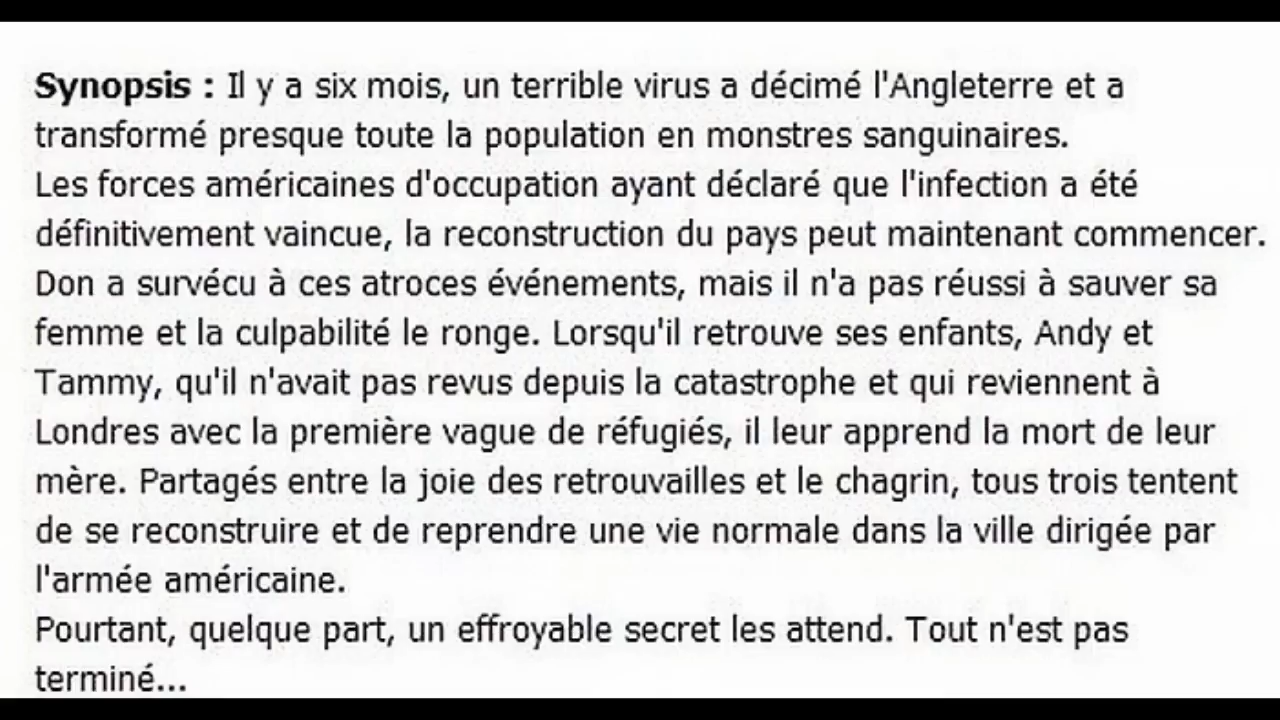 Synopsis : Il y a six mois, un terrible virus a décimé l'Angleterre et a
transformé presque toute la population en monstres sanguinaires.
Les forces américaines d'occupation ayant déclaré que l'infection a été
définitivement vaincue, la reconstruction du pays peut maintenant commencer.
Don a survécu à ces atroces événements, mais il n'a pas réussi à sauver sa
femme et la culpabilité le ronge. Lorsqu'il retrouve ses enfants, Andy et
Tammy, qu'il n'avait pas revus depuis la catastrophe et qui reviennent à
Londres avec la première vague de réfugiés, il leur apprend la mort de leur
mère. Partagés entre la joie des retrouvailles et le chagrin, tous trois tentent
de se reconstruire et de reprendre une vie normale dans la ville dirigée par
l'armée américaine.
Pourtant, quelque part, un effroyable secret les attend. Tout n'est pas
terminé...